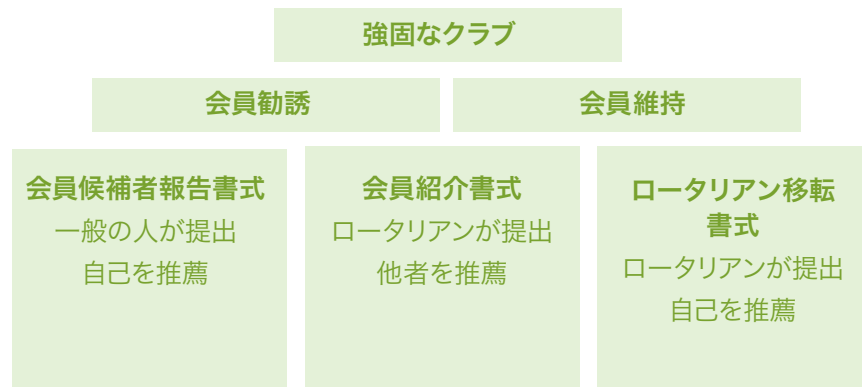 強固なクラブ
会員勧誘
会員維持
会員候補者報告書式
一般の人が提出
自己を推薦
会員紹介書式
ロータリアンが提出
他者を推薦
ロータリアン移転
書式
ロータリアンが提出
自己を推薦